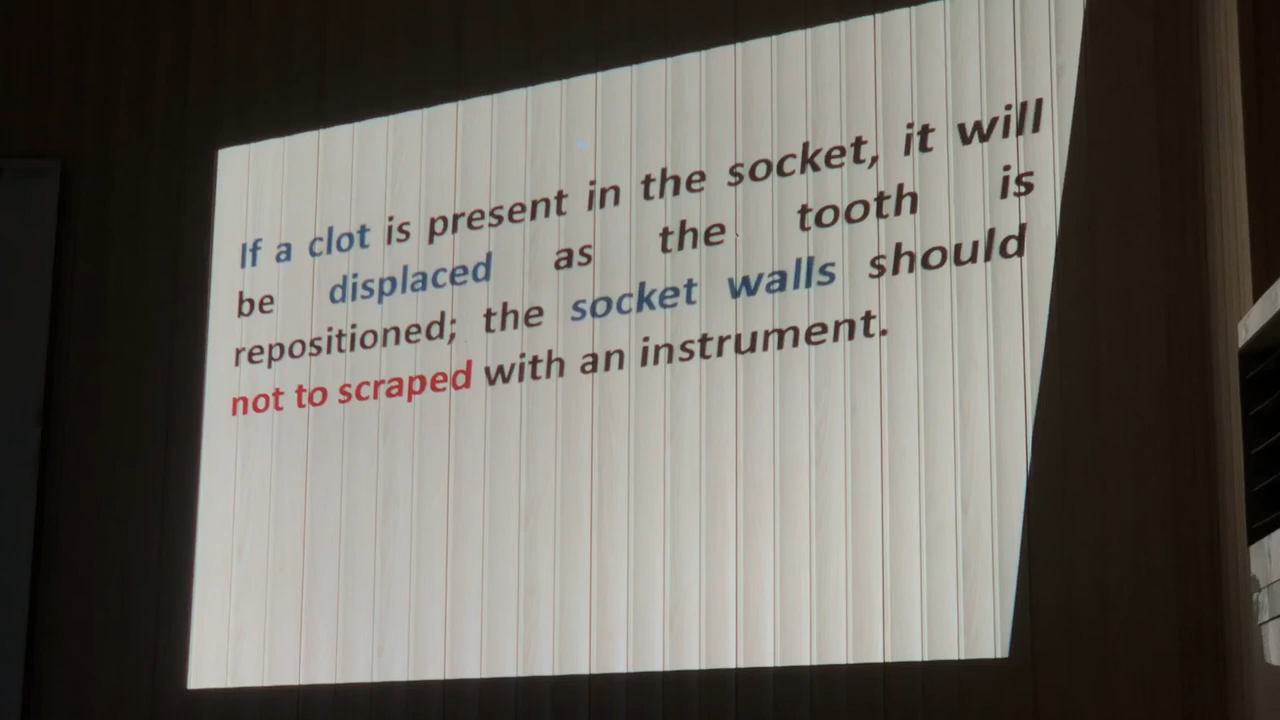 If a clot is present in the socket, it will
be displaced as the tooth is
repositioned; the socket walls should
not to scraped with an instrument.